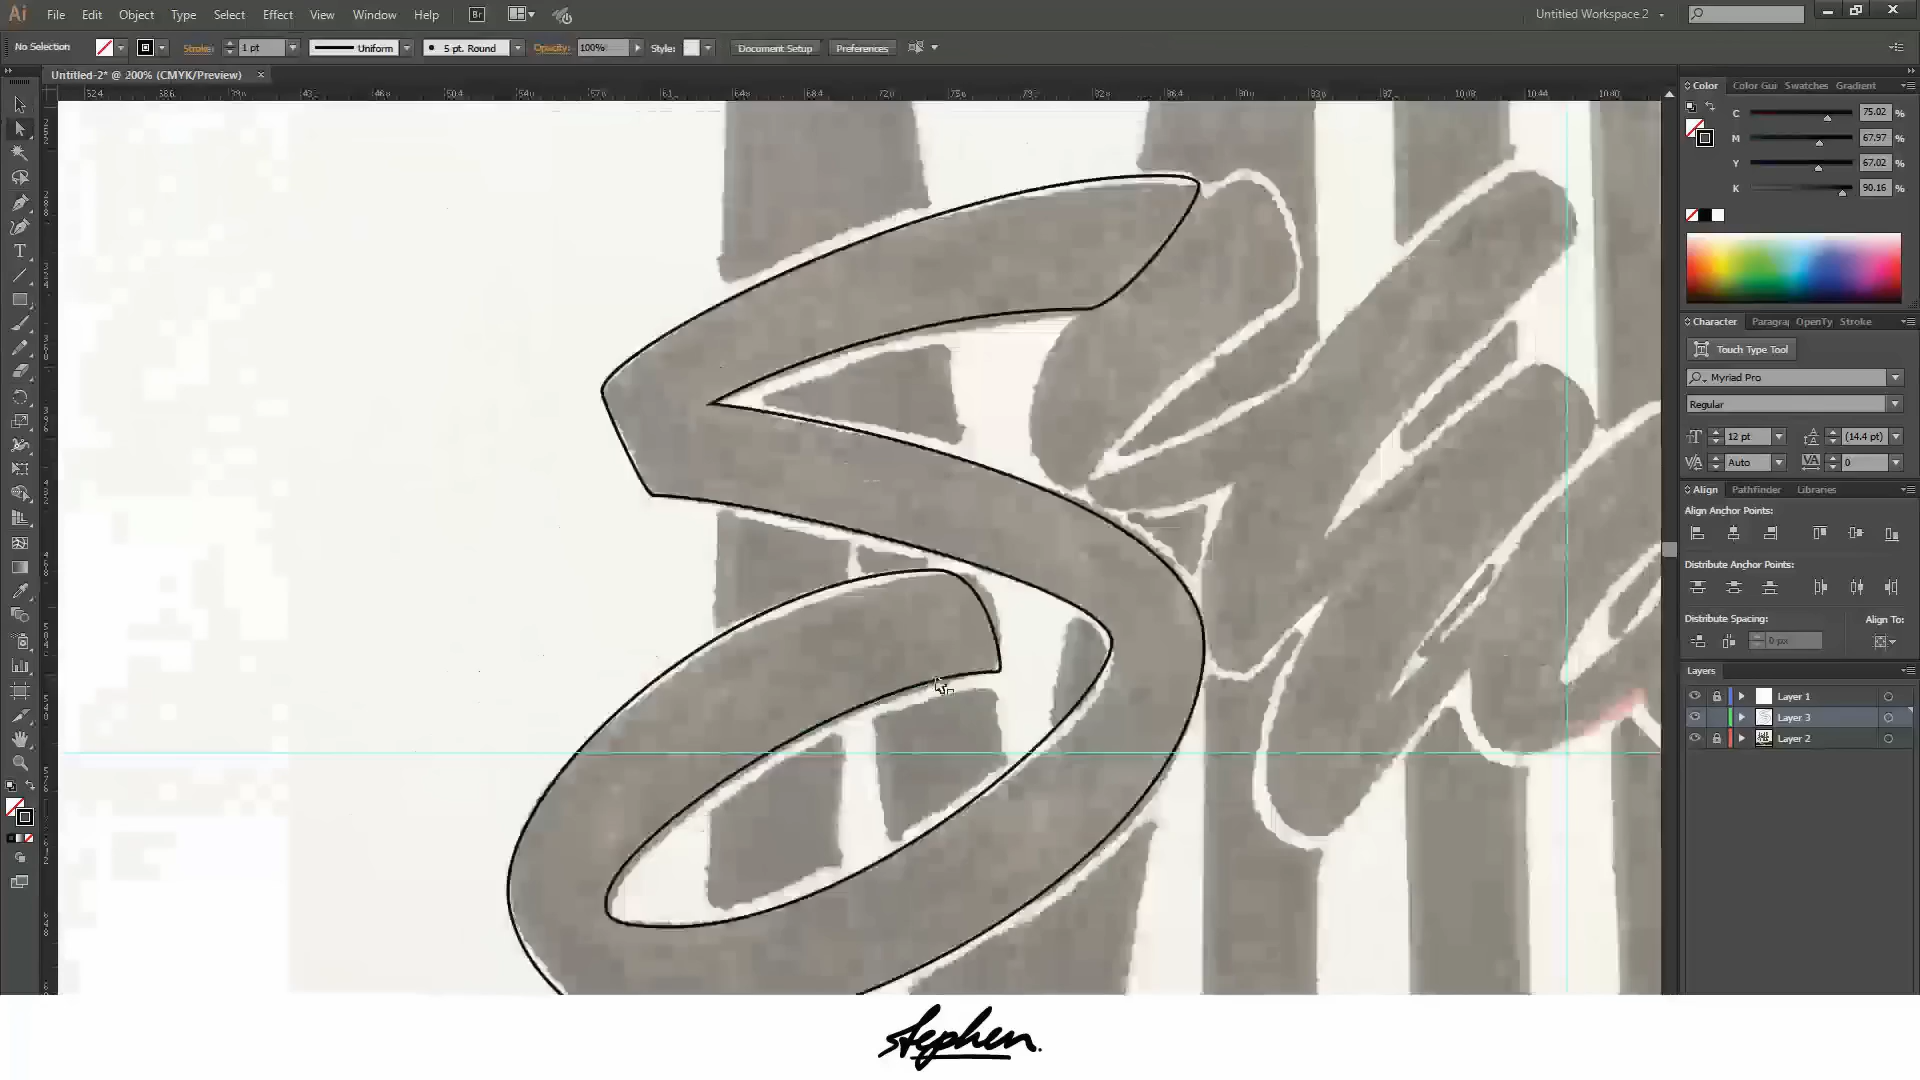 Ai File Edit Object Type Select Effect View Window Help Br Untitled Workspace 2
No Selection Stroke: 1 pt Uniform 5 pt. Round Opacity: 100% Style: Document Setup Preferences
Untitled-2* @ 200% (CMYK/Preview) ×
Color Color Gui Swatches Gradient
C 75.02 %
M 67.97 %
Y 67.02 %
K 90.16 %
Character Paragra OpenTy Stroke
Touch Type Tool
Myriad Pro
Regular
12 pt (14.4 pt)
Auto 0
Align Pathfinder Libraries
Align Anchor Points:
Distribute Anchor Points:
Distribute Spacing: Align To:
0 px
Layers
Layer 1
Layer 3
Layer 2
Stephen.